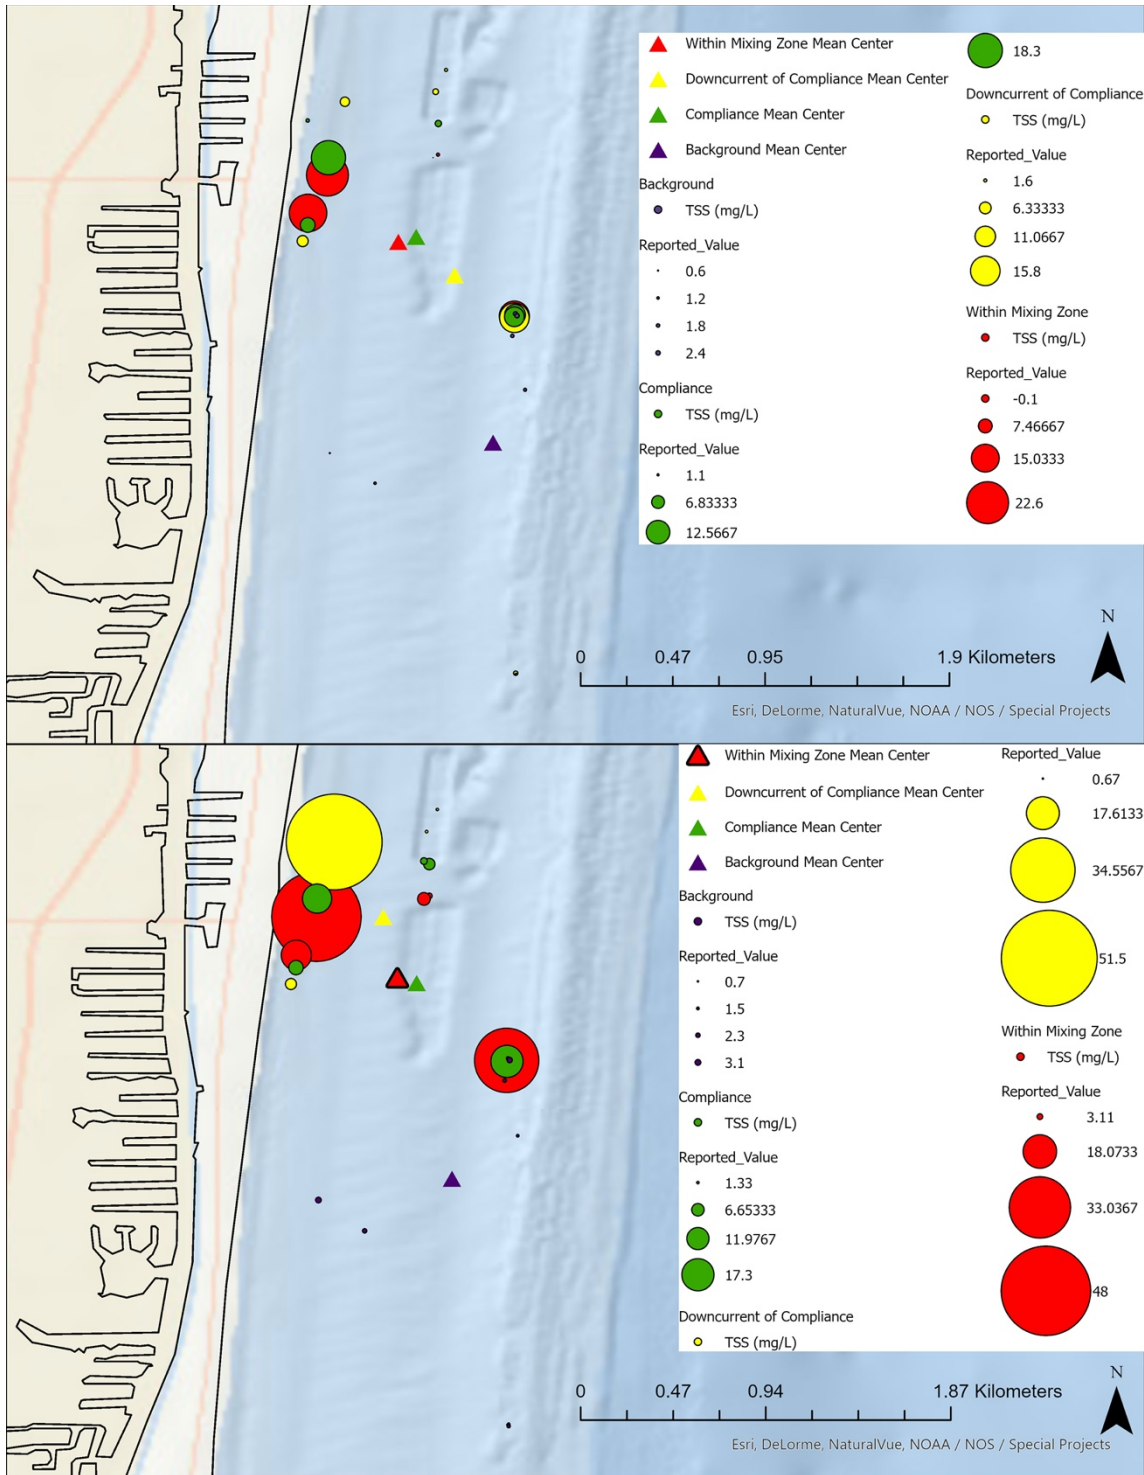 Within Mixing Zone Mean Center
Downcurrent of Compliance Mean Center
Compliance Mean Center
Background Mean Center
Background
TSS (mg/L)
Reported_Value
0.6
1.2
1.8
2.4
Compliance
TSS (mg/L)
Reported_Value
1.1
6.83333
12.5667
18.3
Downcurrent of Compliance
TSS (mg/L)
Reported_Value
1.6
6.33333
11.0667
15.8
Within Mixing Zone
TSS (mg/L)
Reported_Value
-0.1
7.46667
15.0333
22.6
N
0 0.47 0.95 1.9 Kilometers
Esri, DeLorme, NaturalVue, NOAA / NOS / Special Projects
Within Mixing Zone Mean Center
Downcurrent of Compliance Mean Center
Compliance Mean Center
Background Mean Center
Background
TSS (mg/L)
Reported_Value
0.7
1.5
2.3
3.1
Compliance
TSS (mg/L)
Reported_Value
1.33
6.65333
11.9767
17.3
Downcurrent of Compliance
TSS (mg/L)
Reported_Value
0.67
17.6133
34.5567
51.5
Within Mixing Zone
TSS (mg/L)
Reported_Value
3.11
18.0733
33.0367
48
N
0 0.47 0.94 1.87 Kilometers
Esri, DeLorme, NaturalVue, NOAA / NOS / Special Projects